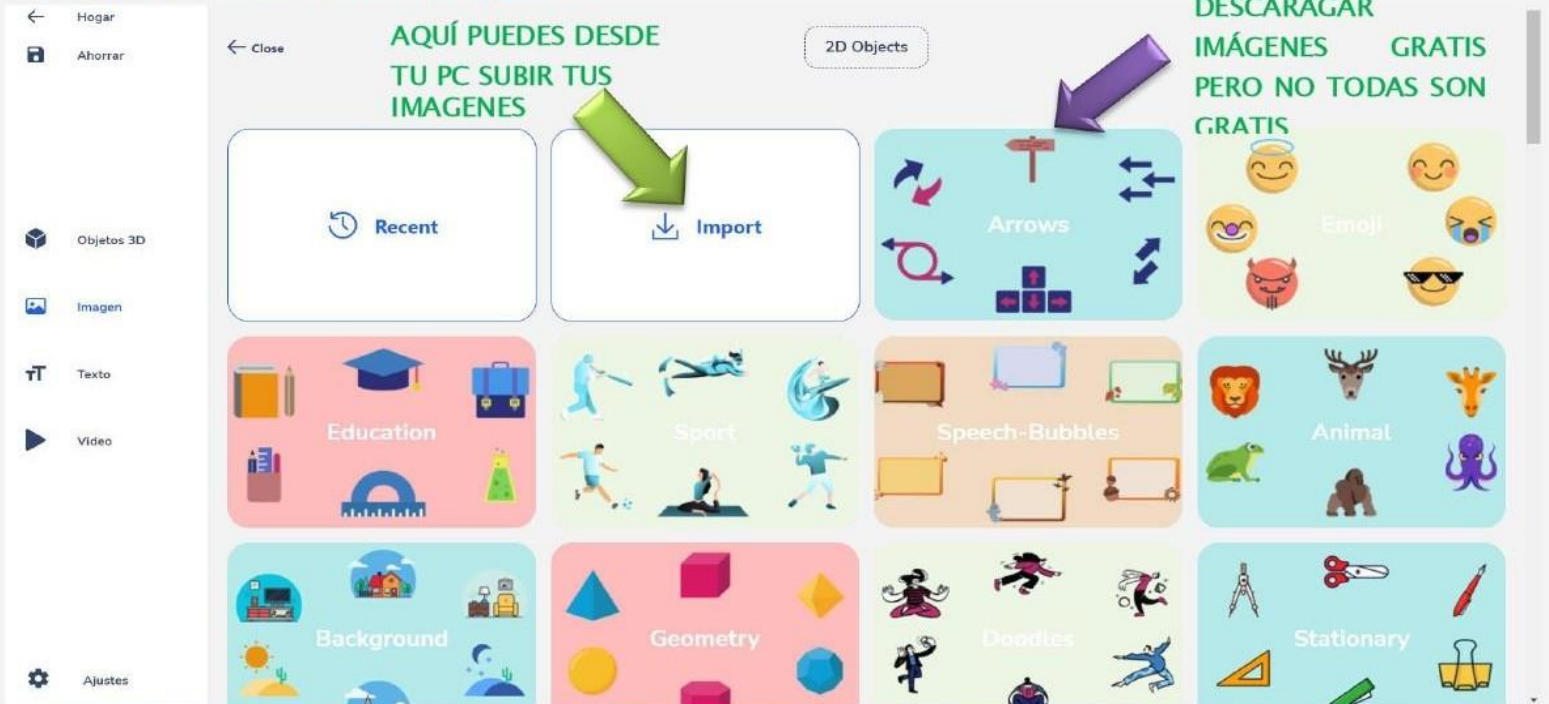 Hogar
Ahorrar
Close
AQUÍ PUEDES DESDE
TU PC SUBIR TUS
IMAGENES
2D Objects
DESCARAGAR
IMÁGENES GRATIS
PERO NO TODAS SON
GRATIS
Recent
Import
Arrows
Emoji
Objetos 3D
Imagen
Texto
Video
Education
Sport
Speech-Bubbles
Animal
Background
Geometry
Doodles
Stationary
Ajustes